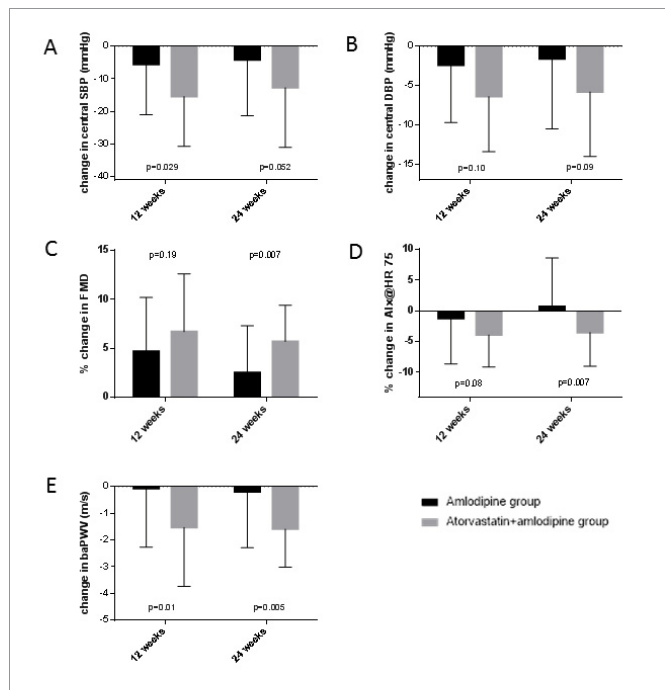 A
change in central SBP (mmHg)
0
-10
-20
-30
-40
p=0.029
p=0.052
12 weeks
24 weeks
B
change in central DBP (mmHg)
0
-5
-10
-15
p=0.10
p=0.09
12 weeks
24 weeks
C
% change in FMD
15
10
5
0
p=0.19
p=0.007
12 weeks
24 weeks
D
% change in AIx@HR 75
10
5
0
-5
-10
p=0.08
p=0.007
12 weeks
24 weeks
E
change in baPWV (m/s)
0
-1
-2
-3
-4
-5
p=0.01
p=0.005
12 weeks
24 weeks
Amlodipine group
Atorvastatin+amlodipine group